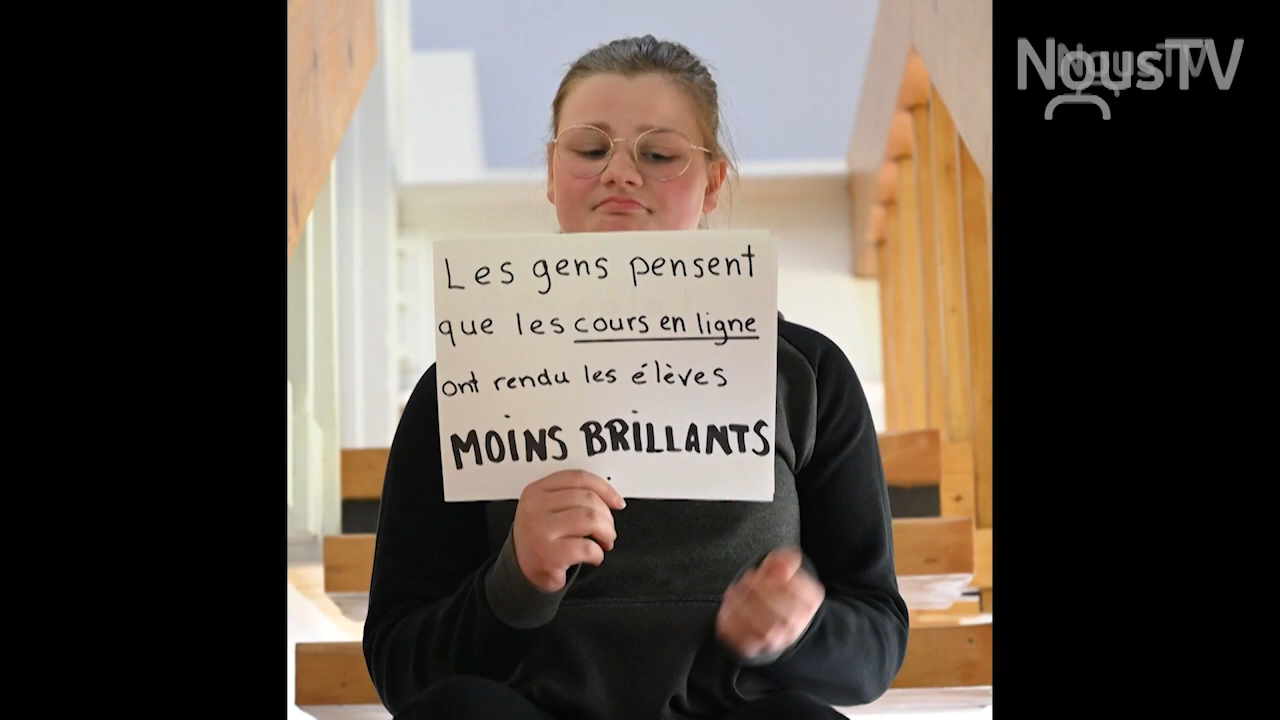 NousTV
Les gens pensent
que les cours en ligne
ont rendu les élèves
MOINS BRILLANTS